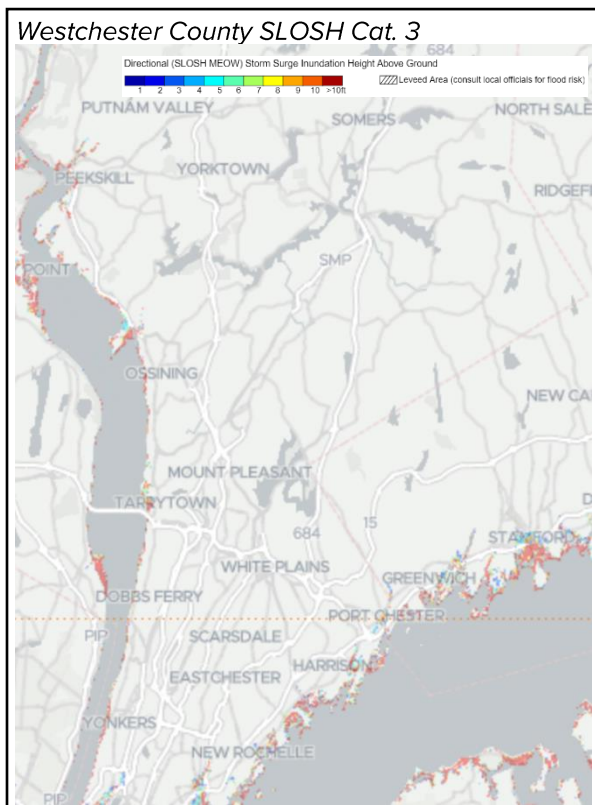 Westchester County SLOSH Cat. 3
684
Directional (SLOSH MEOW) Storm Surge Inundation Height Above Ground
1 2 3 4 5 6 7 8 9 10 >10ft
Leveed Area (consult local officials for flood risk)
PUTNAM VALLEY
NORTH SALE
SOMERS
YORKTOWN
PEEKSKILL
RIDGEFI
SMP
POINT
OSSINING
NEW CA
MOUNT PLEASANT
TARRYTOWN
D
684
15
STAMFORD
WHITE PLAINS
GREENWICH
DOBBS FERRY
PORT CHESTER
PIP
SCARSDALE
HARRISON
EASTCHESTER
YONKERS
NEW ROCHELLE
PIP